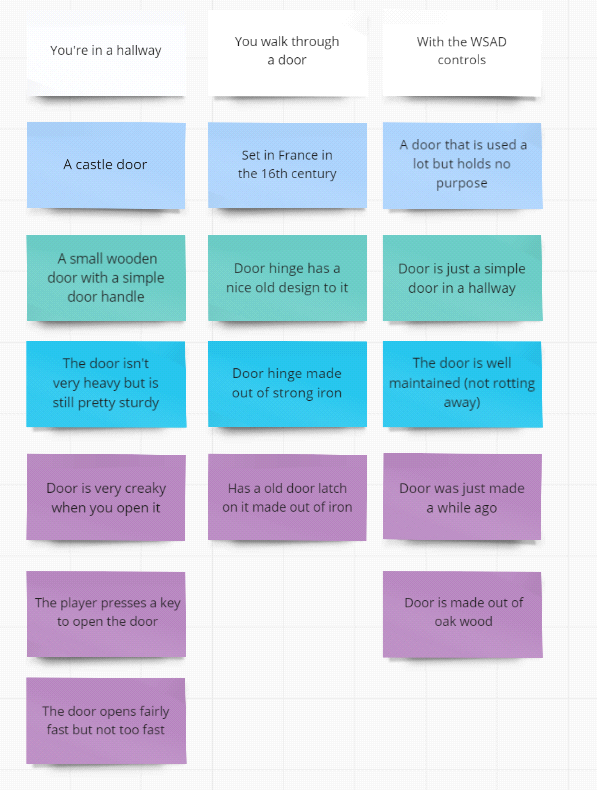 You're in a hallway
You walk through
a door
With the WSAD
controls
A castle door
Set in France in
the 16th century
A door that is used a
lot but holds no
purpose
A small wooden
door with a simple
door handle
Door hinge has a
nice old design to it
Door is just a simple
door in a hallway
The door isn't
very heavy but is
still pretty sturdy
Door hinge made
out of strong iron
The door is well
maintained (not rotting
away)
Door is very creaky
when you open it
Has a old door latch
on it made out of iron
Door was just made
a while ago
The player presses a key
to open the door
Door is made out of
oak wood
The door opens fairly
fast but not too fast